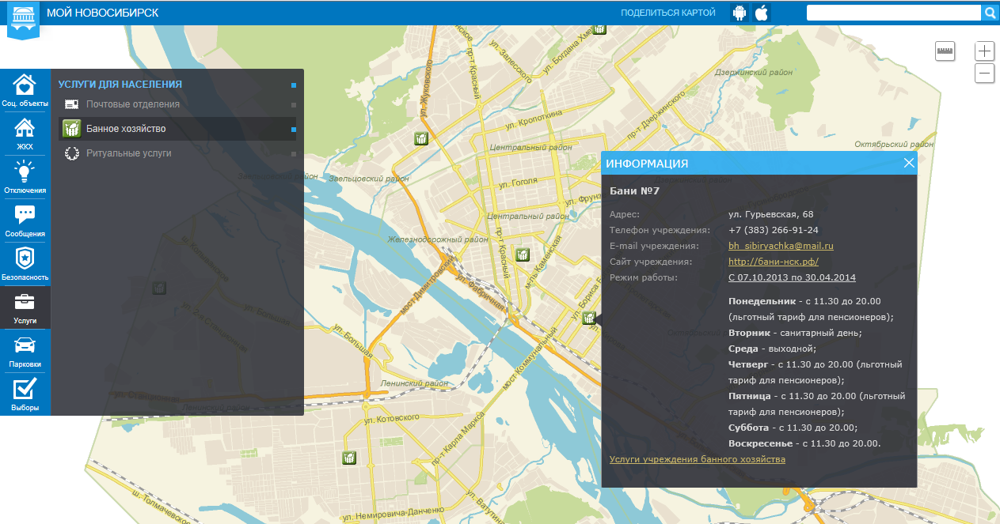 МОЙ НОВОСИБИРСК
ПОДЕЛИТЬСЯ КАРТОЙ
Соц. объекты
ЖКХ
Отключения
Сообщения
Безопасность
Услуги
Парковки
Выборы
УСЛУГИ ДЛЯ НАСЕЛЕНИЯ
Почтовые отделения
Банное хозяйство
Ритуальные услуги
ул. Жуковского
пр-т Красный
ул. Залесского
ул. Богдана Хмел
Дзержинский район
ул. Кропоткина
пр-т Дзержинского
Центральный район
Октябрьский район
Заельцовский район
ул. Гоголя
ул. Фрунз
Центральный район
Железнодорожный район
пр-т Красный
м-ль Каменская
мост Димитровский
ул. Фабричная
ул. Бориса Б
ул. Большая
мост Коммунальный
Ленинский район
Ленинский район
ул. Котовского
пр-т Карла Маркса
ш. Толмачевское
ул. Немировича-Данченко
ул. Ватутина
ИНФОРМАЦИЯ
Бани №7
Адрес: ул. Гурьевская, 68
Телефон учреждения: +7 (383) 266-91-24
E-mail учреждения: bh_sibiryachka@mail.ru
Сайт учреждения: http://бани-нск.рф/
Режим работы: С 07.10.2013 по 30.04.2014
Понедельник - с 11.30 до 20.00
(льготный тариф для пенсионеров);
Вторник - санитарный день;
Среда - выходной;
Четверг - с 11.30 до 20.00 (льготный
тариф для пенсионеров);
Пятница - с 11.30 до 20.00 (льготный
тариф для пенсионеров);
Суббота - с 11.30 до 20.00;
Воскресенье - с 11.30 до 20.00.
Услуги учреждения банного хозяйства